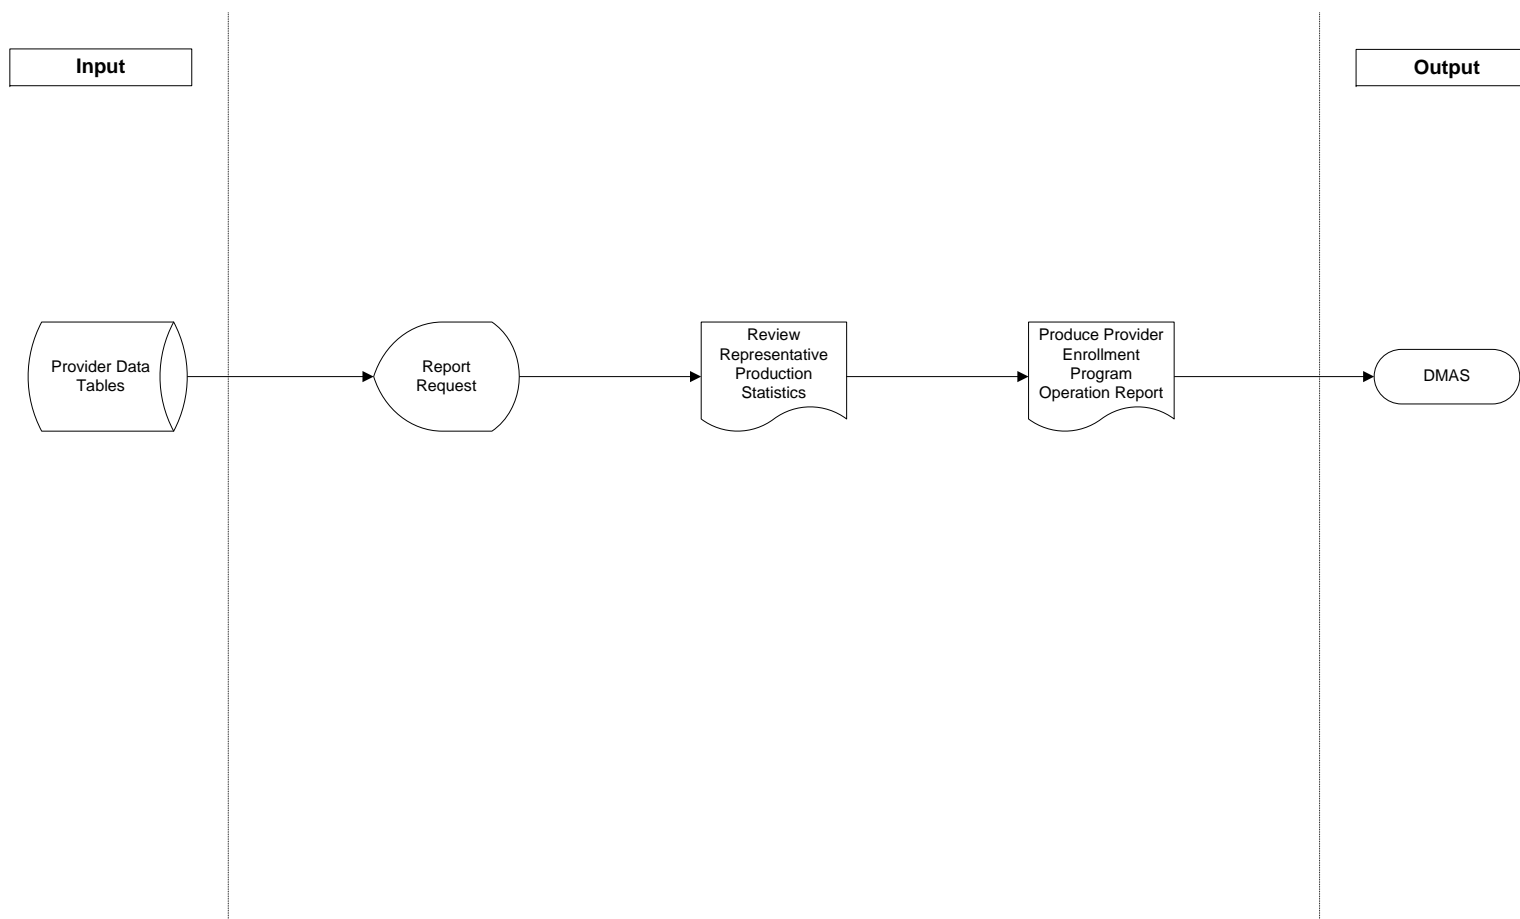 Input
Output
Provider Data
Tables
Report
Request
Review
Representative
Production
Statistics
Produce Provider
Enrollment
Program
Operation Report
DMAS